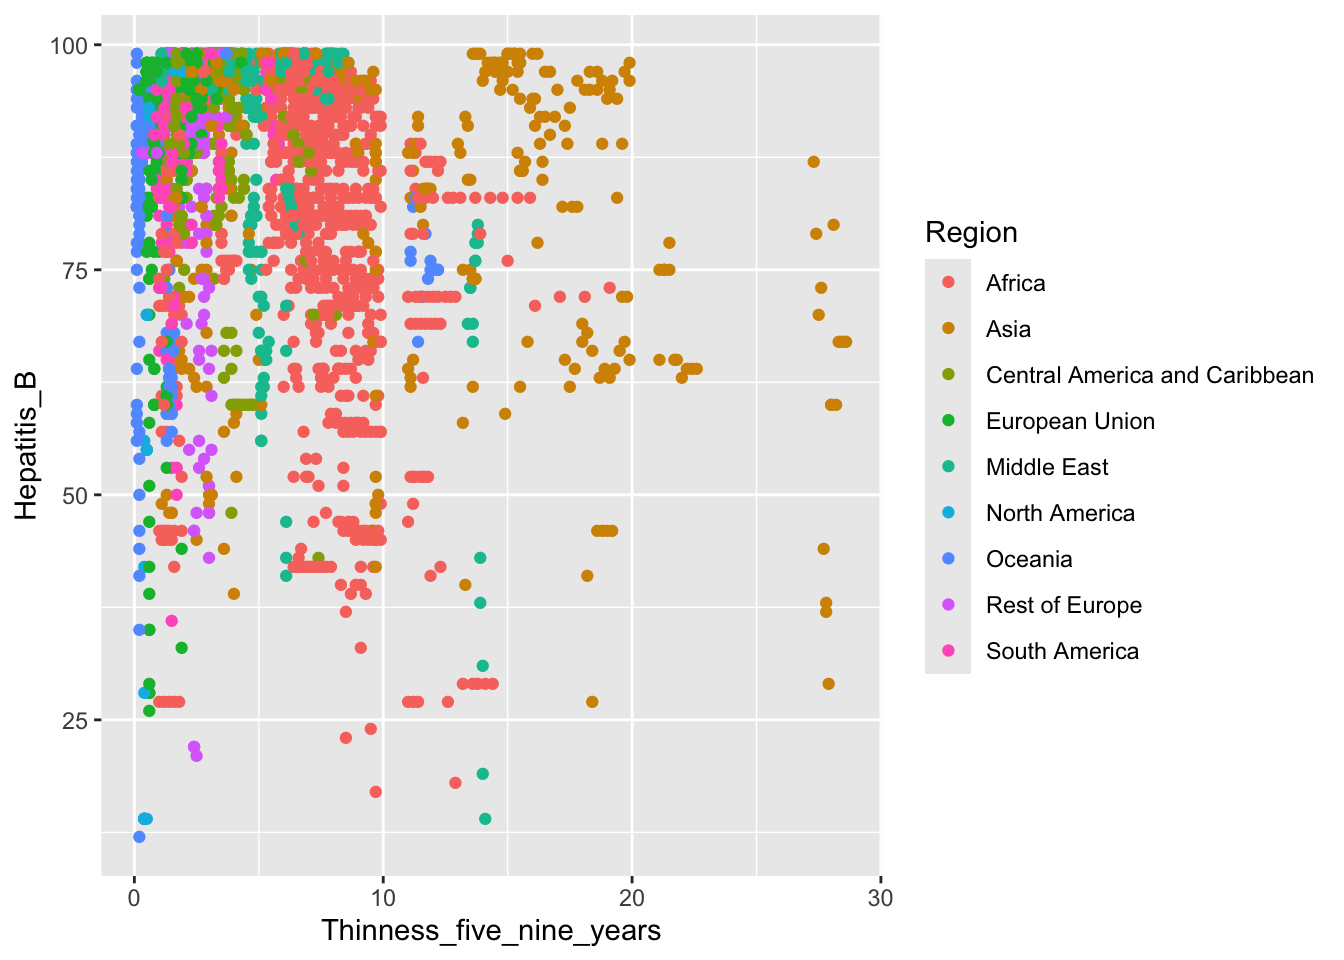 100
75
50
25
Hepatitis_B
0
10
20
30
Thinness_five_nine_years
Region
Africa
Asia
Central America and Caribbean
European Union
Middle East
North America
Oceania
Rest of Europe
South America